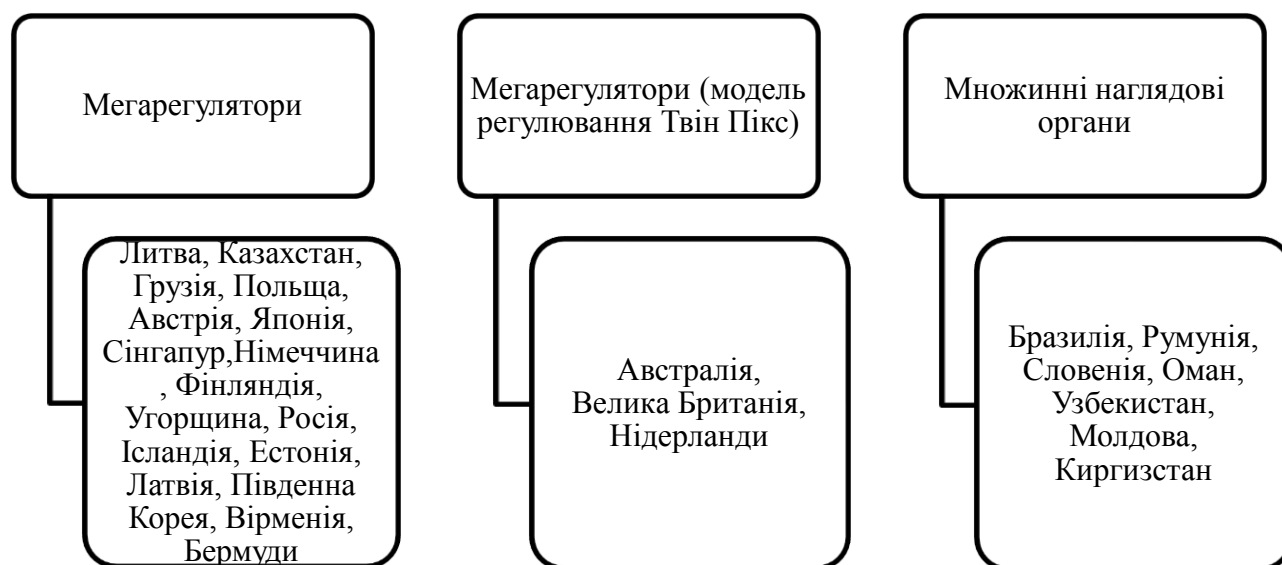 Мегарегулятори
Мегарегулятори (модель
регулювання Твін Пікс)
Множинні наглядові
органи
Литва, Казахстан,
Грузія, Польща,
Австрія, Японія,
Сінгапур,Німеччина
, Фінляндія,
Угорщина, Росія,
Ісландія, Естонія,
Латвія, Південна
Корея, Вірменія,
Бермуди
Австралія,
Велика Британія,
Нідерланди
Бразилія, Румунія,
Словенія, Оман,
Узбекистан,
Молдова,
Киргизстан